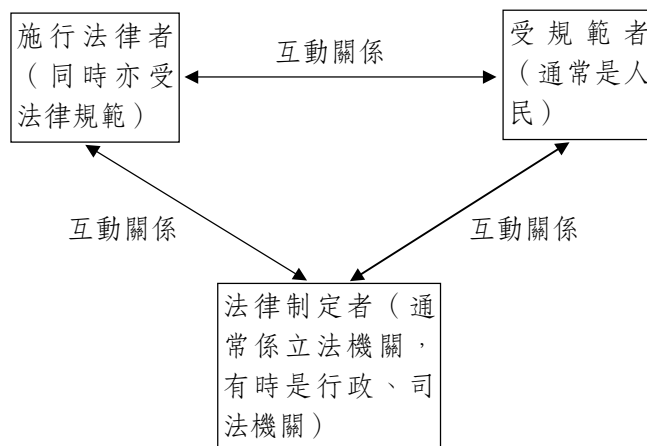 施行法律者
（同時亦受
法律規範）
互動關係
受規範者
（通常是人
民）
互動關係
互動關係
法律制定者（通
常係立法機關，
有時是行政、司
法機關）